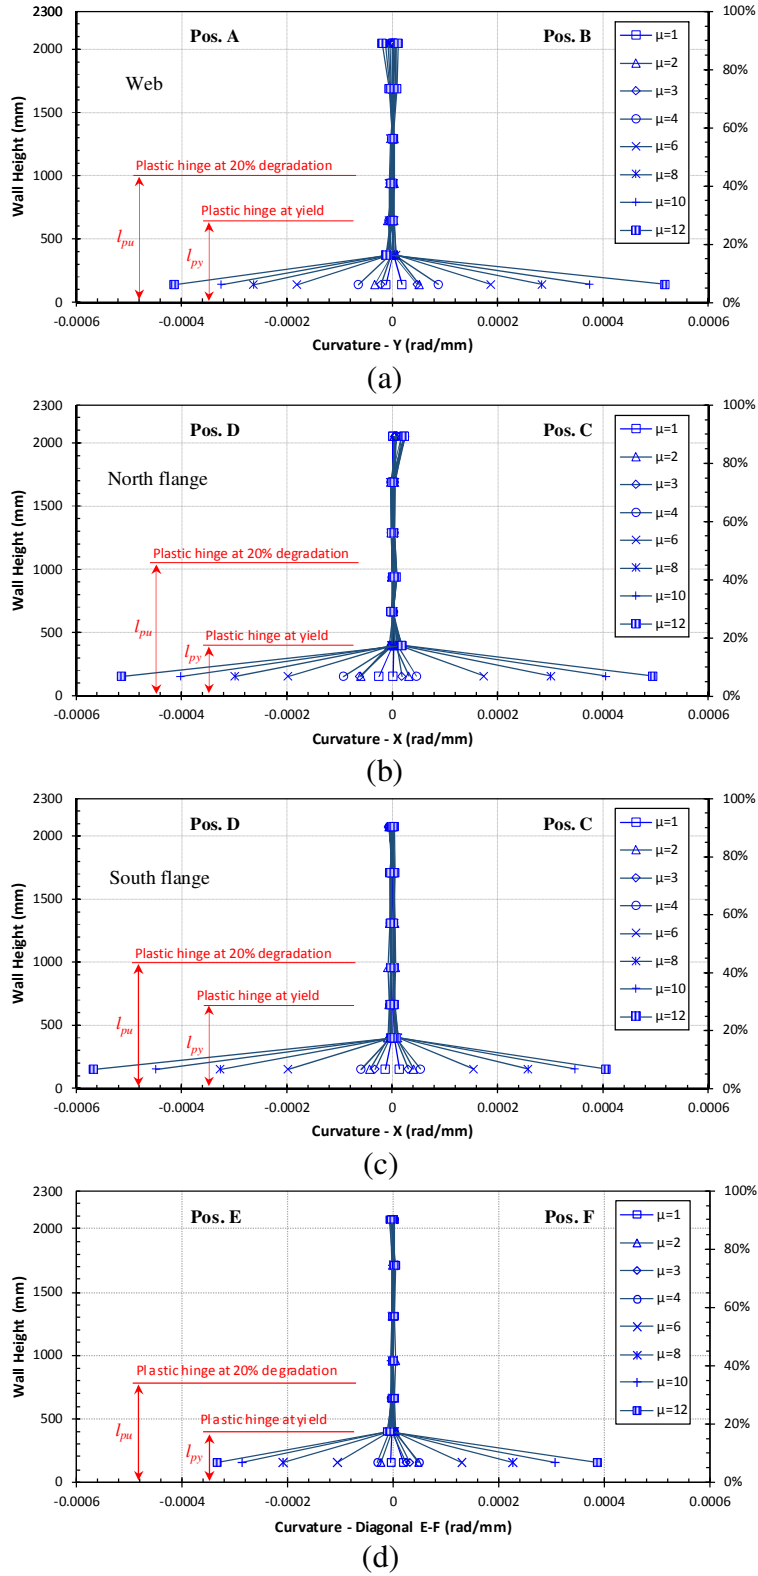 2300
2000
1500
1000
500
0
Wall Height (mm)
Pos. A
Pos. B
Web
Plastic hinge at 20% degradation
Plastic hinge at yield
lpu
lpy
μ=1
μ=2
μ=3
μ=4
μ=6
μ=8
μ=10
μ=12
100%
80%
60%
40%
20%
0%
-0.0006
-0.0004
-0.0002
0
0.0002
0.0004
0.0006
Curvature - Y (rad/mm)
(a)
2300
2000
1500
1000
500
0
Wall Height (mm)
Pos. D
Pos. C
North flange
Plastic hinge at 20% degradation
Plastic hinge at yield
lpu
lpy
μ=1
μ=2
μ=3
μ=4
μ=6
μ=8
μ=10
μ=12
100%
80%
60%
40%
20%
0%
-0.0006
-0.0004
-0.0002
0
0.0002
0.0004
0.0006
Curvature - X (rad/mm)
(b)
2300
2000
1500
1000
500
0
Wall Height (mm)
Pos. D
Pos. C
South flange
Plastic hinge at 20% degradation
Plastic hinge at yield
lpu
lpy
μ=1
μ=2
μ=3
μ=4
μ=6
μ=8
μ=10
μ=12
100%
80%
60%
40%
20%
0%
-0.0006
-0.0004
-0.0002
0
0.0002
0.0004
0.0006
Curvature - X (rad/mm)
(c)
2300
2000
1500
1000
500
0
Wall Height (mm)
Pos. E
Pos. F
Plastic hinge at 20% degradation
Plastic hinge at yield
lpu
lpy
μ=1
μ=2
μ=3
μ=4
μ=6
μ=8
μ=10
μ=12
100%
80%
60%
40%
20%
0%
-0.0006
-0.0004
-0.0002
0
0.0002
0.0004
0.0006
Curvature - Diagonal E-F (rad/mm)
(d)